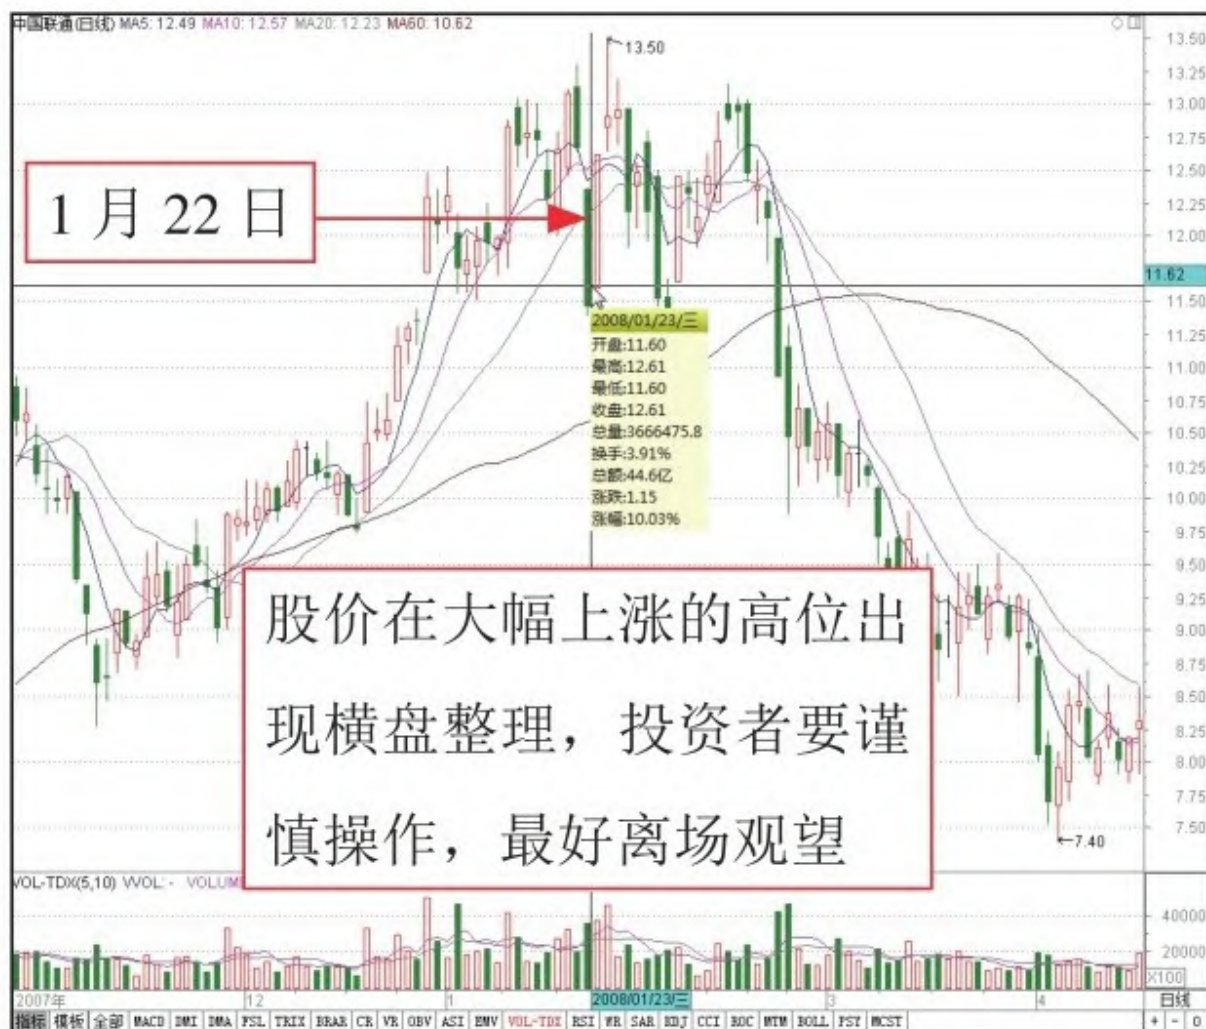 中国联通(日线) MA5: 12.49 MA10: 12.57 MA20: 12.23 MA60: 10.62
13.50
13.50
13.25
13.00
12.75
12.50
12.25
12.00
11.62
11.50
11.25
11.00
10.75
10.50
10.25
10.00
9.75
9.50
9.25
9.00
8.75
8.50
8.25
8.00
7.75
7.50
1月22日
2008/01/23/三
开盘:11.60
最高:12.61
最低:11.60
收盘:12.61
总量:3666475.8
换手:3.91%
总额:44.6亿
涨跌:1.15
涨幅:10.03%
股价在大幅上涨的高位出
现横盘整理，投资者要谨
慎操作，最好离场观望
7.40
VOL-TDX(5,10) VVOL: - VOLUM
40000
20000
X100
2007年 12 1 2008/01/23/三 3 4 日线
指标 模板 全部 MACD DMI DMA FSL TRIX BRAR CR VR OBV ASI EMV VOL-TDX RSI WR SAR KDJ CCI ROC MTM BOLL PSY MCST + - 0